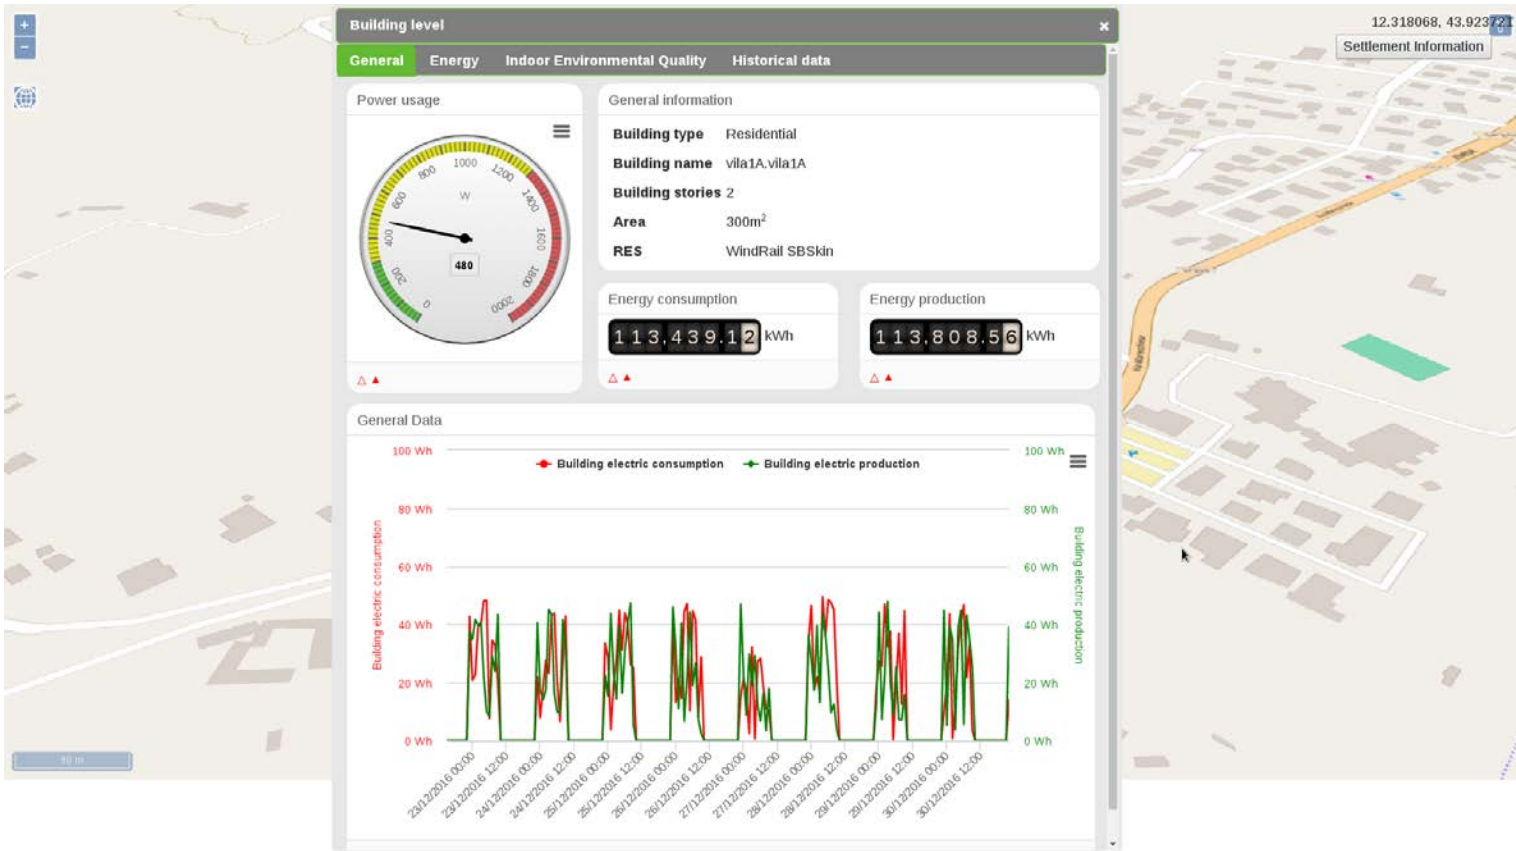 +
−
12.318068, 43.923721
Settlement Information
Building level ×
General Energy Indoor Environmental Quality Historical data
Power usage
0 200 400 600 800 1000 1200 1400 1600 1800 2000
W
480
General information
Building type Residential
Building name vila1A.vila1A
Building stories 2
Area 300m²
RES WindRail SBSkin
Energy consumption
113,439.12 kWh
Energy production
113,808.56 kWh
General Data
Building electric consumption Building electric production
100 Wh 100 Wh
80 Wh 80 Wh
60 Wh 60 Wh
40 Wh 40 Wh
20 Wh 20 Wh
0 Wh 0 Wh
Building electric consumption
Building electric production
23/12/2016 00:00
23/12/2016 12:00
24/12/2016 00:00
24/12/2016 12:00
25/12/2016 00:00
25/12/2016 12:00
26/12/2016 00:00
26/12/2016 12:00
27/12/2016 00:00
27/12/2016 12:00
28/12/2016 00:00
28/12/2016 12:00
29/12/2016 00:00
29/12/2016 12:00
30/12/2016 00:00
30/12/2016 12:00